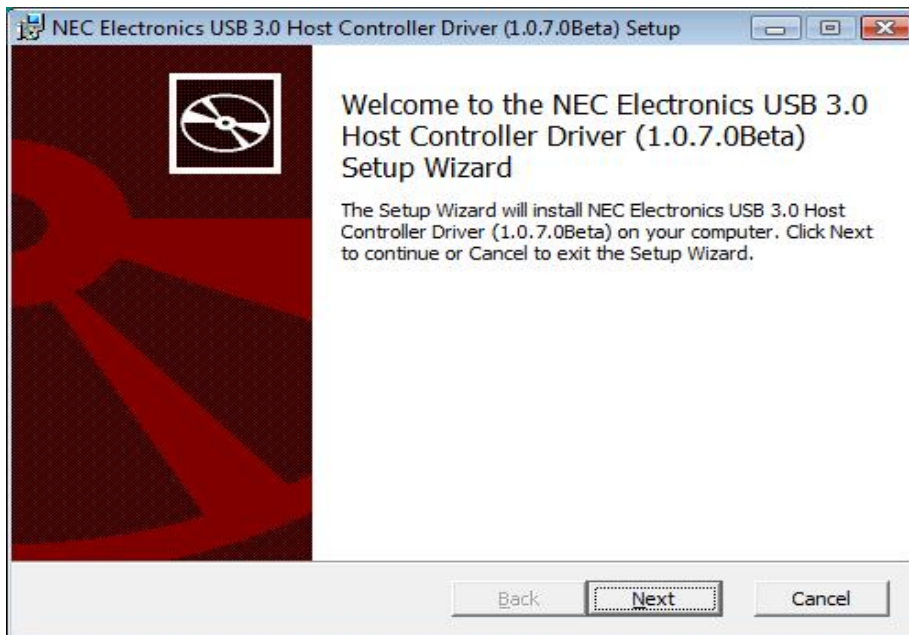 NEC Electronics USB 3.0 Host Controller Driver (1.0.7.0Beta) Setup
Welcome to the NEC Electronics USB 3.0
Host Controller Driver (1.0.7.0Beta)
Setup Wizard
The Setup Wizard will install NEC Electronics USB 3.0 Host
Controller Driver (1.0.7.0Beta) on your computer. Click Next
to continue or Cancel to exit the Setup Wizard.
Back Next Cancel